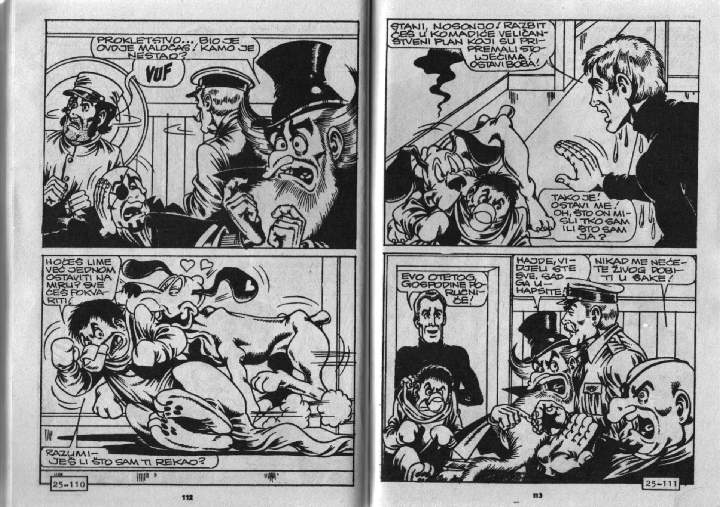 PROKLETSTVO... BIO JE
OVDJE MALOČAS! KAMO JE
NESTAO?
VUF
HOĆEŠ LI ME
VEĆ JEDNOM
OSTAVITI NA
MIRU? SVE
ĆEŠ POKVA-
RITI!
RAZUMI-
JEŠ LI ŠTO SAM TI REKAO?
25-110
112
STANI, NOSONJO! RAZBIT
ĆEŠ U KOMADIĆE VELIČAN-
STVENI PLAN KOJI SU PRI-
PREMALI STO-
LJEĆIMA!
OSTAVI BOBA!
TAKO JE!
OSTAVI ME!
OH, ŠTO ON MI-
SLI TKO SAM
ILI ŠTO SAM
JA?
EVO OTETOG,
GOSPODINE PO-
RUČNI-
ČE!
HAJDE, VI-
DJELI STE
SVE, SAD
GA U-
HAPSITE!
NIKAD ME NEĆE-
TE ŽIVOG DOBI-
TI U ŠAKE!
25-111
113